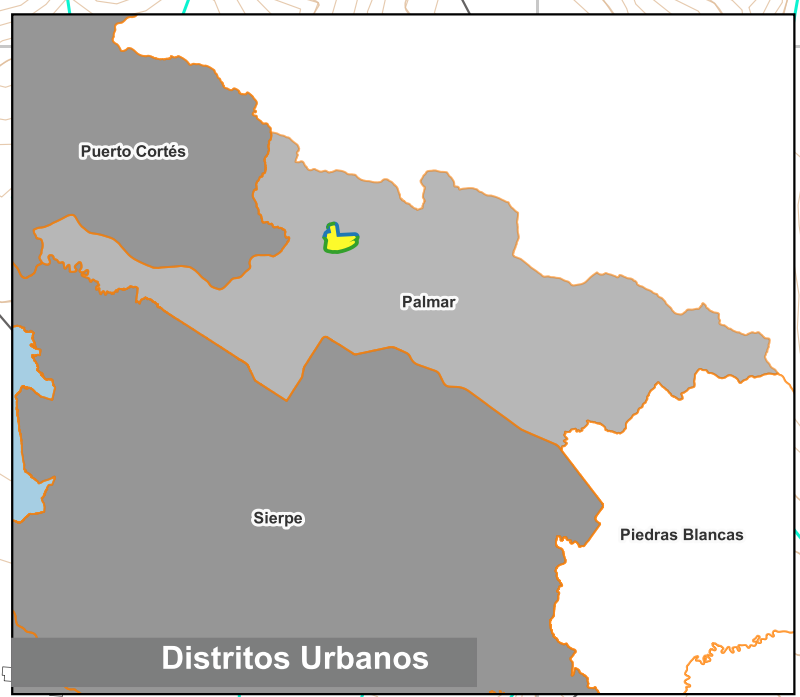 Puerto Cortés
Palmar
Sierpe
Piedras Blancas
Distritos Urbanos